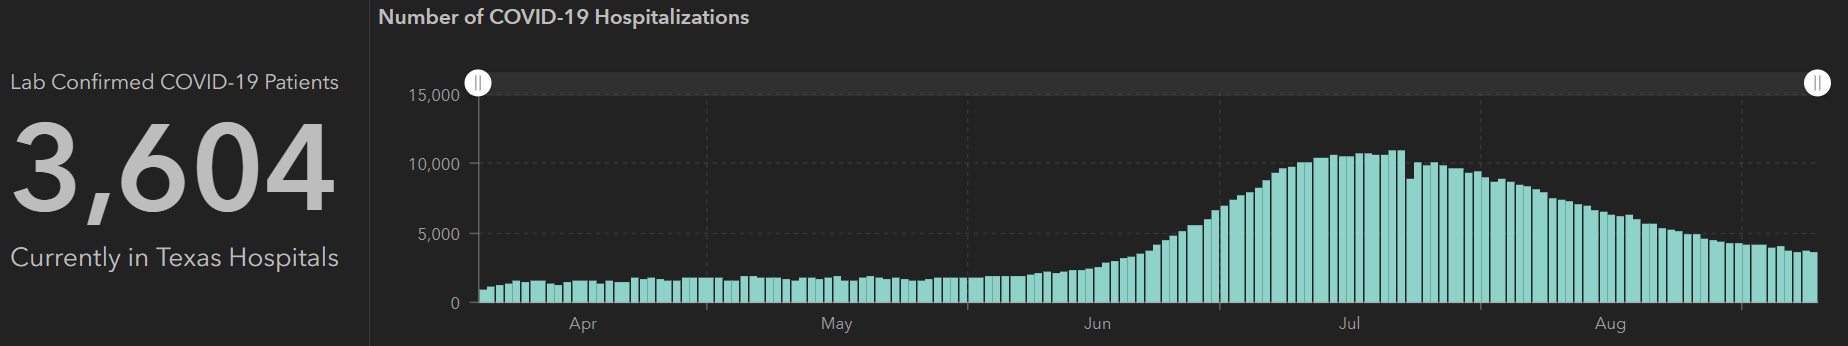 Number of COVID-19 Hospitalizations
Lab Confirmed COVID-19 Patients
3,604
Currently in Texas Hospitals
15,000
10,000
5,000
0
Apr May Jun Jul Aug